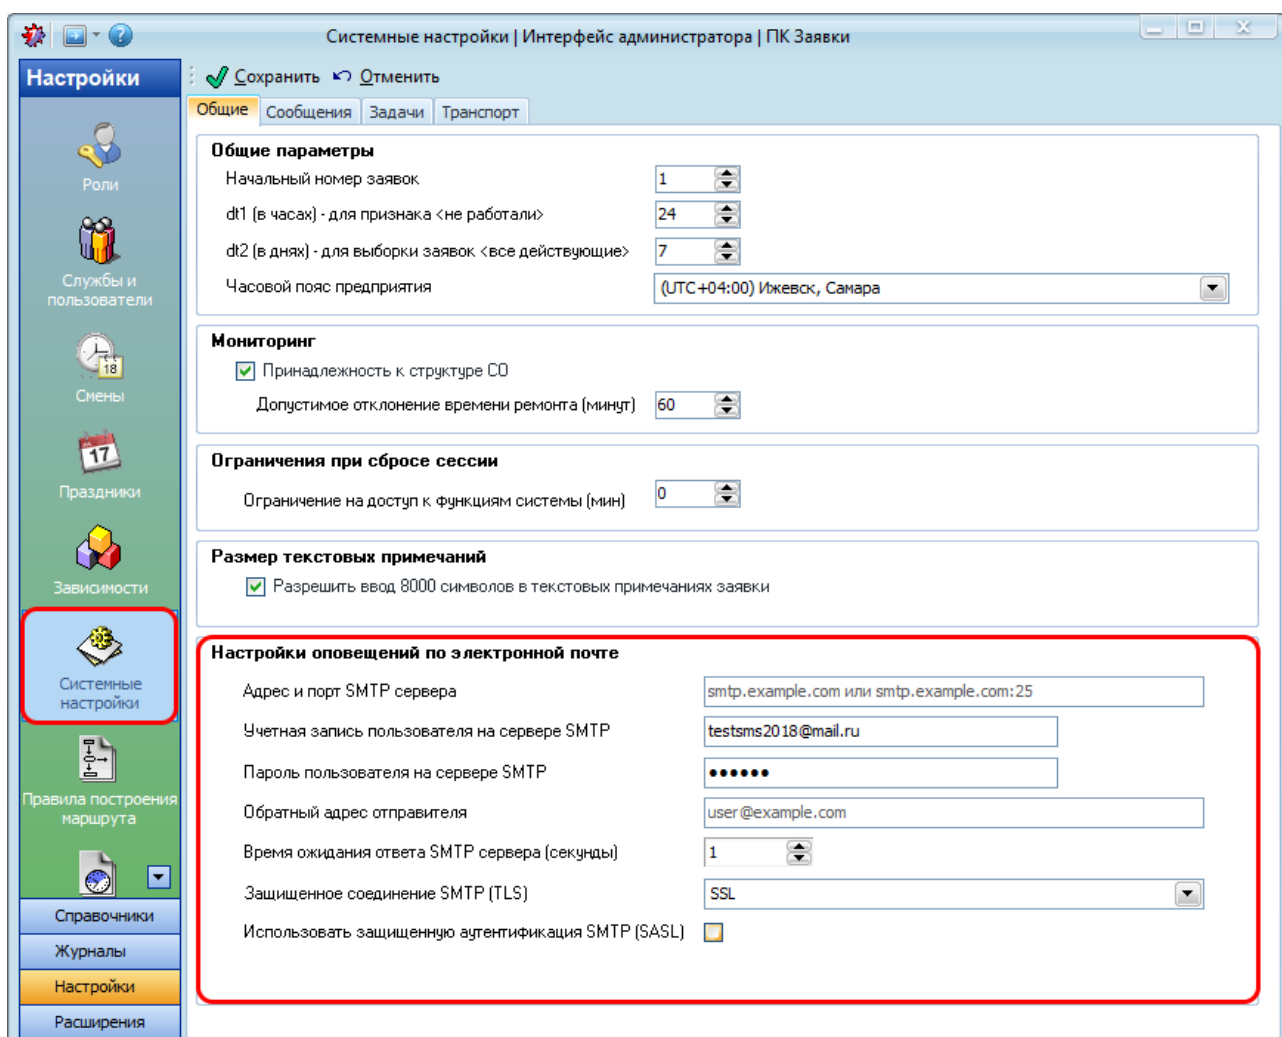 Системные настройки | Интерфейс администратора | ПК Заявки
Настройки
Сохранить
Отменить
Общие
Сообщения
Задачи
Транспорт
Роли
Службы и
пользователи
18
Смены
17
Праздники
Зависимости
Системные
настройки
Правила построения
маршрута
Справочники
Журналы
Настройки
Расширения
Общие параметры
Начальный номер заявок
1
dt1 (в часах) - для признака <не работали>
24
dt2 (в днях) - для выборки заявок <все действующие>
7
Часовой пояс предприятия
(UTC+04:00) Ижевск, Самара
Мониторинг
Принадлежность к структуре СО
Допустимое отклонение времени ремонта (минут)
60
Ограничения при сбросе сессии
Ограничение на доступ к функциям системы (мин)
0
Размер текстовых примечаний
Разрешить ввод 8000 символов в текстовых примечаниях заявки
Настройки оповещений по электронной почте
Адрес и порт SMTP сервера
smtp.example.com или smtp.example.com:25
Учетная запись пользователя на сервере SMTP
testsms2018@mail.ru
Пароль пользователя на сервере SMTP
••••••
Обратный адрес отправителя
user@example.com
Время ожидания ответа SMTP сервера (секунды)
1
Защищенное соединение SMTP (TLS)
SSL
Использовать защищенную аутентификация SMTP (SASL)